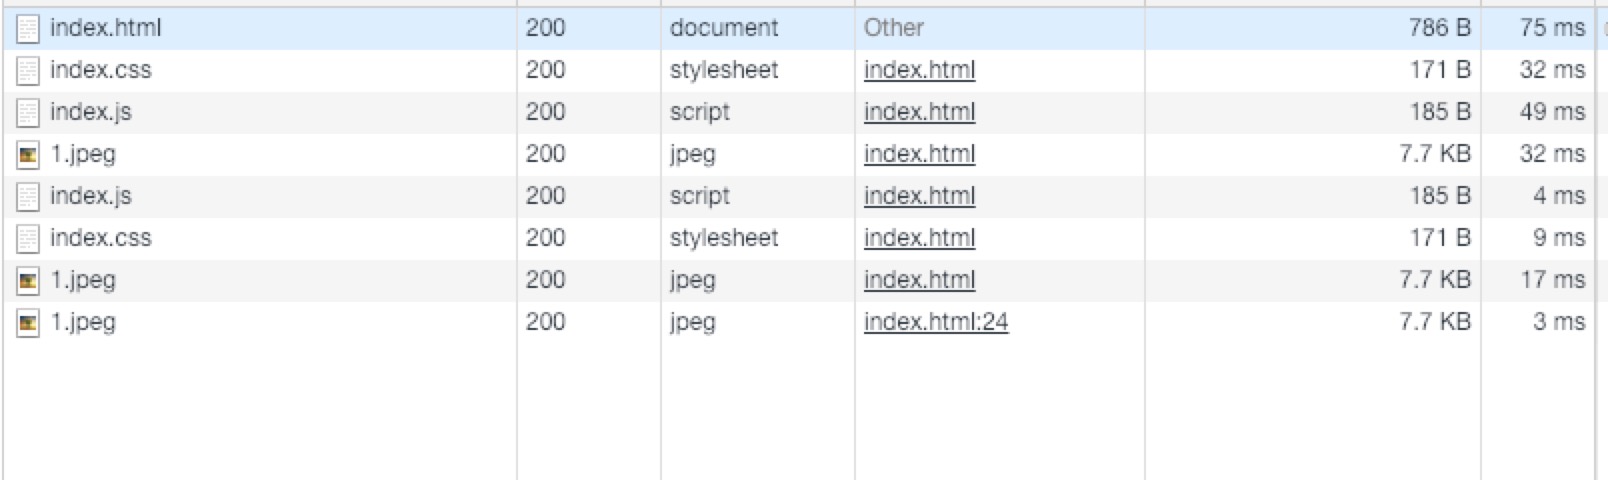 index.html 200 document Other 786 B 75 ms
index.css 200 stylesheet index.html 171 B 32 ms
index.js 200 script index.html 185 B 49 ms
1.jpeg 200 jpeg index.html 7.7 KB 32 ms
index.js 200 script index.html 185 B 4 ms
index.css 200 stylesheet index.html 171 B 9 ms
1.jpeg 200 jpeg index.html 7.7 KB 17 ms
1.jpeg 200 jpeg index.html:24 7.7 KB 3 ms